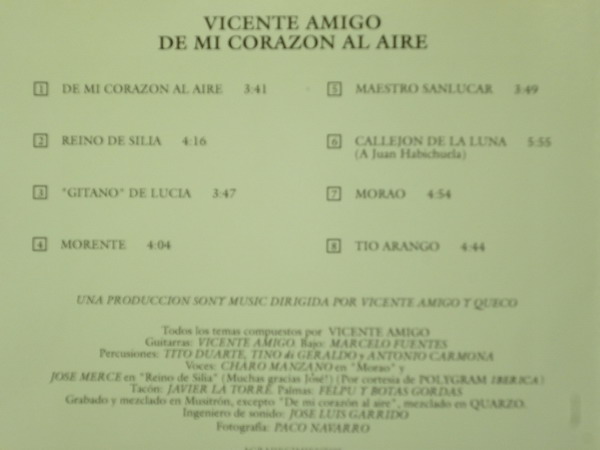 VICENTE AMIGO
DE MI CORAZON AL AIRE
1 DE MI CORAZON AL AIRE 3:41
2 REINO DE SILIA 4:16
3 "GITANO" DE LUCIA 3:47
4 MORENTE 4:04
5 MAESTRO SANLUCAR 3:49
6 CALLEJON DE LA LUNA 5:55
(A Juan Habichuela)
7 MORAO 4:54
8 TIO ARANGO 4:44
UNA PRODUCCION SONY MUSIC DIRIGIDA POR VICENTE AMIGO Y QUECO
Todos los temas compuestos por VICENTE AMIGO
Guitarras: VICENTE AMIGO. Bajo: MARCELO FUENTES
Percusiones: TITO DUARTE, TINO di GERALDO y ANTONIO CARMONA
Voces: CHARO MANZANO en "Morao" y
JOSE MERCE en "Reino de Silia" (Muchas gracias José!) (Por cortesia de POLYGRAM IBERICA)
Tacón: JAVIER LA TORRE. Palmas: FELPU Y BOTAS GORDAS
Grabado y mezclado en Musitrón, excepto "De mi corazón al aire", mezclado en QUARZO.
Ingeniero de sonido: JOSE LUIS GARRIDO
Fotografía: PACO NAVARRO